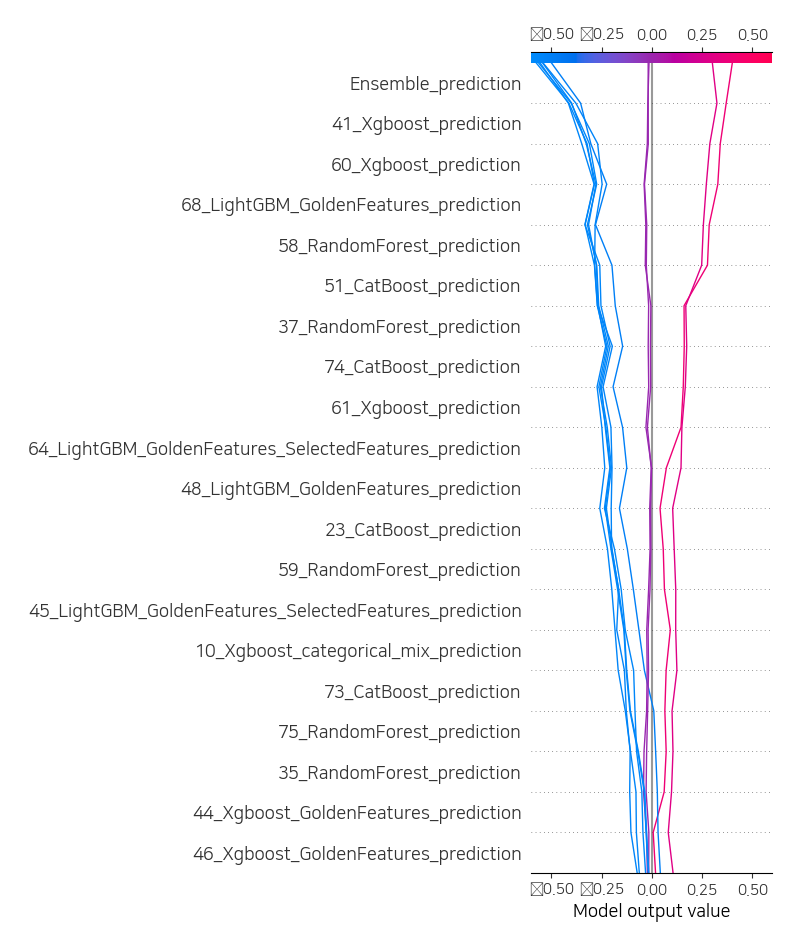 0.50 0.25 0.00 0.25 0.50
Ensemble_prediction
41_Xgboost_prediction
60_Xgboost_prediction
68_LightGBM_GoldenFeatures_prediction
58_RandomForest_prediction
51_CatBoost_prediction
37_RandomForest_prediction
74_CatBoost_prediction
61_Xgboost_prediction
64_LightGBM_GoldenFeatures_SelectedFeatures_prediction
48_LightGBM_GoldenFeatures_prediction
23_CatBoost_prediction
59_RandomForest_prediction
45_LightGBM_GoldenFeatures_SelectedFeatures_prediction
10_Xgboost_categorical_mix_prediction
73_CatBoost_prediction
75_RandomForest_prediction
35_RandomForest_prediction
44_Xgboost_GoldenFeatures_prediction
46_Xgboost_GoldenFeatures_prediction
0.50 0.25 0.00 0.25 0.50
Model output value